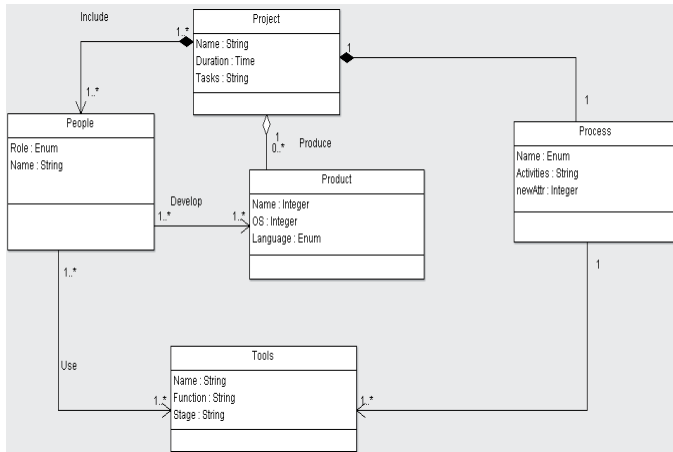 Include
Project
1..*
Name : String
Duration : Time
Tasks : String
1
1..*
1
People
Role : Enum
Name : String
Process
Name : Enum
Activities : String
newAttr : Integer
1
0..*
Produce
Product
Name : Integer
OS : Integer
Language : Enum
Develop
1..*
1..*
1..*
1
Use
Tools
Name : String
Function : String
Stage : String
1..*
1..*